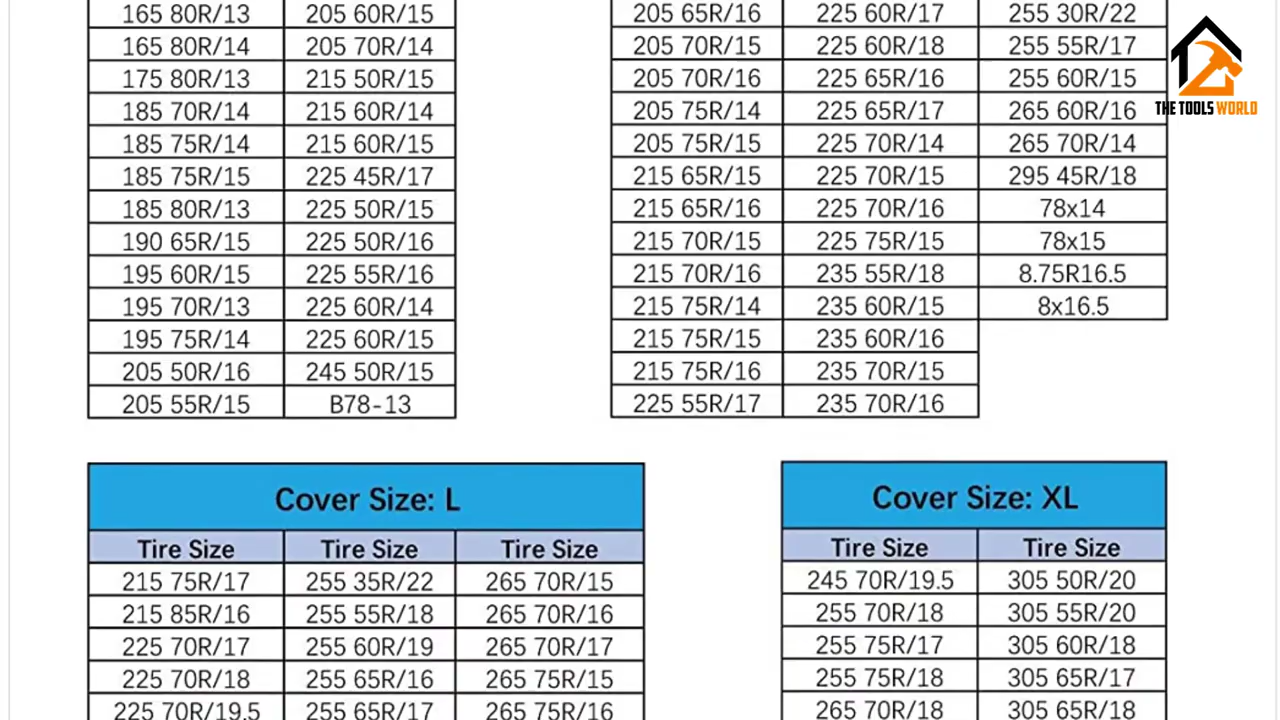 165 80R/13 205 60R/15
165 80R/14 205 70R/14
175 80R/13 215 50R/15
185 70R/14 215 60R/14
185 75R/14 215 60R/15
185 75R/15 225 45R/17
185 80R/13 225 50R/15
190 65R/15 225 50R/16
195 60R/15 225 55R/16
195 70R/13 225 60R/14
195 75R/14 225 60R/15
205 50R/16 245 50R/15
205 55R/15 B78-13
205 65R/16 225 60R/17 255 30R/22
205 70R/15 225 60R/18 255 55R/17
205 70R/16 225 65R/16 255 60R/15
205 75R/14 225 65R/17 265 60R/16
205 75R/15 225 70R/14 265 70R/14
215 65R/15 225 70R/15 295 45R/18
215 65R/16 225 70R/16 78x14
215 70R/15 225 75R/15 78x15
215 70R/16 235 55R/18 8.75R16.5
215 75R/14 235 60R/15 8x16.5
215 75R/15 235 60R/16
215 75R/16 235 70R/15
225 55R/17 235 70R/16
THE TOOLS WORLD
Cover Size: L
Tire Size Tire Size Tire Size
215 75R/17 255 35R/22 265 70R/15
215 85R/16 255 55R/18 265 70R/16
225 70R/17 255 60R/19 265 70R/17
225 70R/18 255 65R/16 265 75R/15
225 70R/19.5 255 65R/17 265 75R/16
Cover Size: XL
Tire Size Tire Size
245 70R/19.5 305 50R/20
255 70R/18 305 55R/20
255 75R/17 305 60R/18
255 75R/18 305 65R/17
265 70R/18 305 65R/18